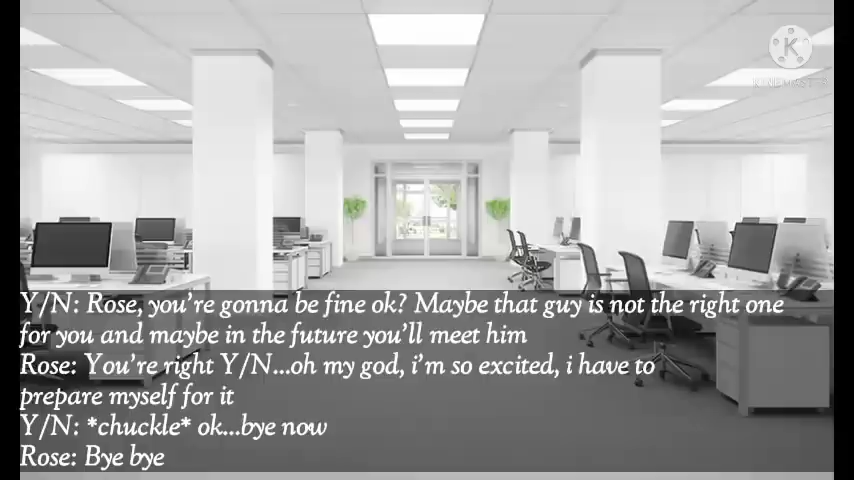 K
KINEMASTER
Y/N: Rose, you're gonna be fine ok? Maybe that guy is not the right one
for you and maybe in the future you'll meet him
Rose: You're right Y/N...oh my god, i'm so excited, i have to
prepare myself for it
Y/N: *chuckle* ok...bye now
Rose: Bye bye